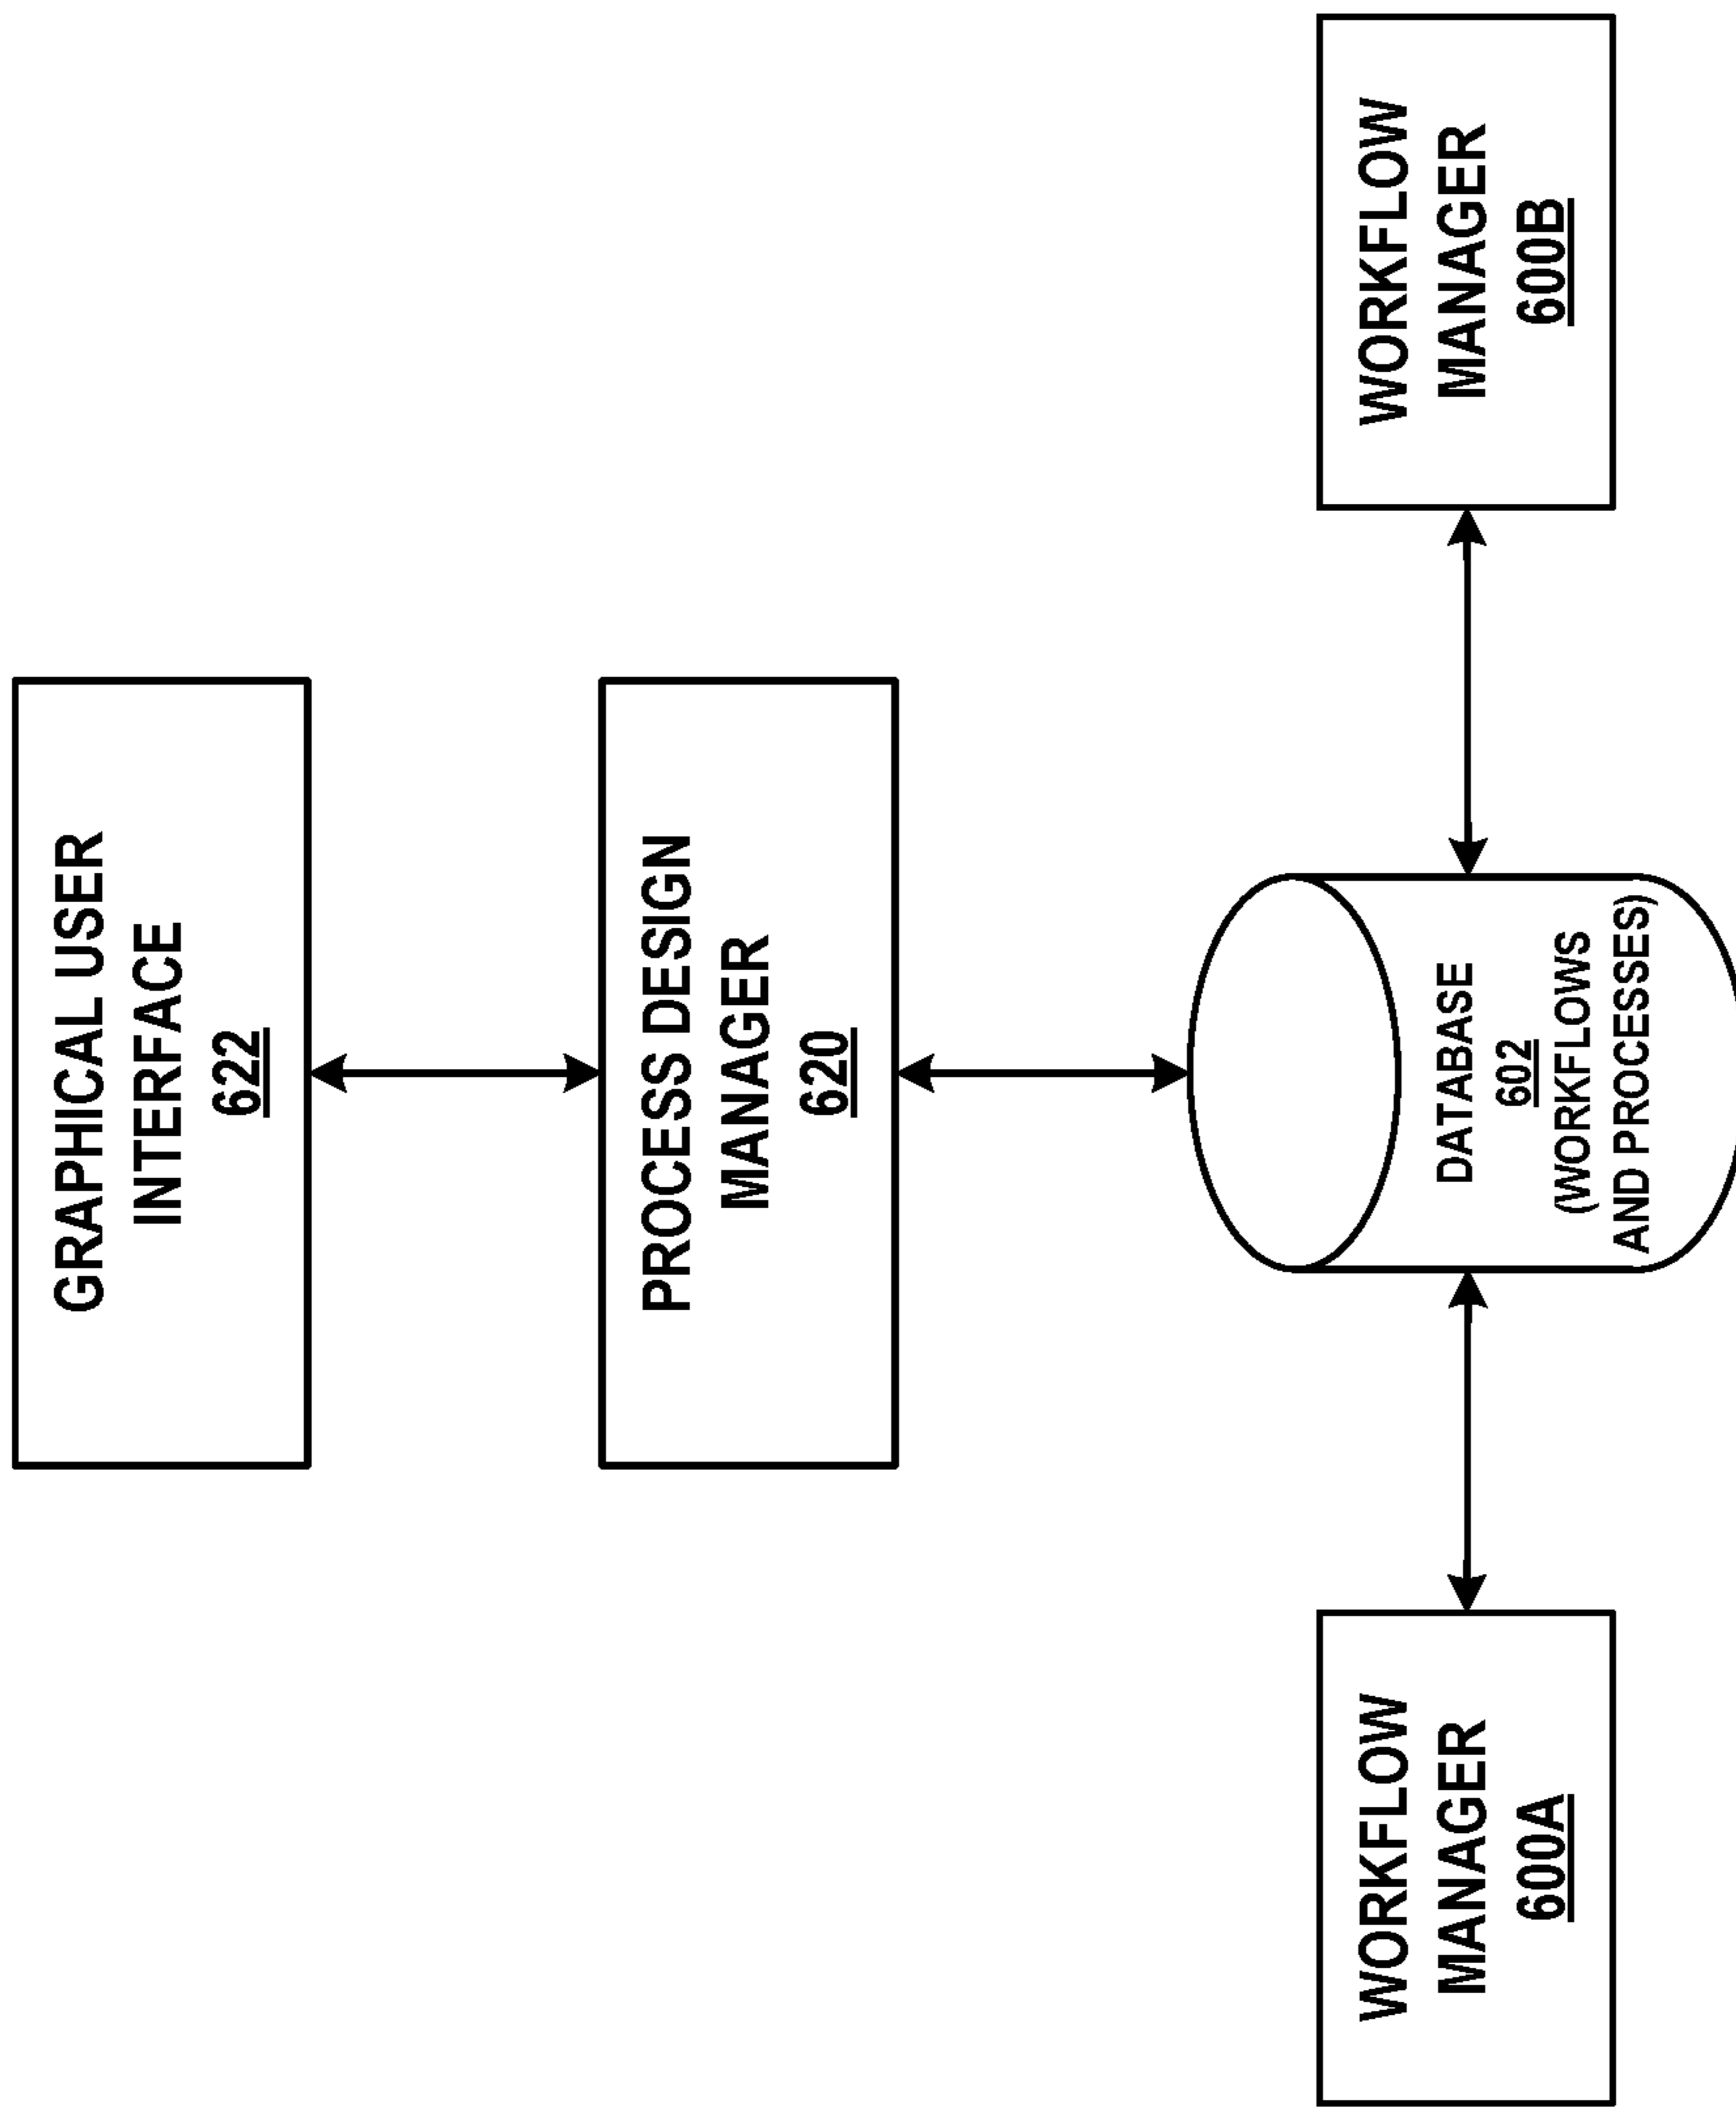 GRAPHICAL USER
INTERFACE
622
PROCESS DESIGN
MANAGER
620
WORKFLOW
MANAGER
600A
DATABASE
602
(WORKFLOWS
AND PROCESSES)
WORKFLOW
MANAGER
600B